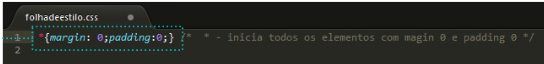 folhadeestilo.css
1 *{margin: 0;padding:0;} /*  * - inicia todos os elementos com magin 0 e padding 0 */
2